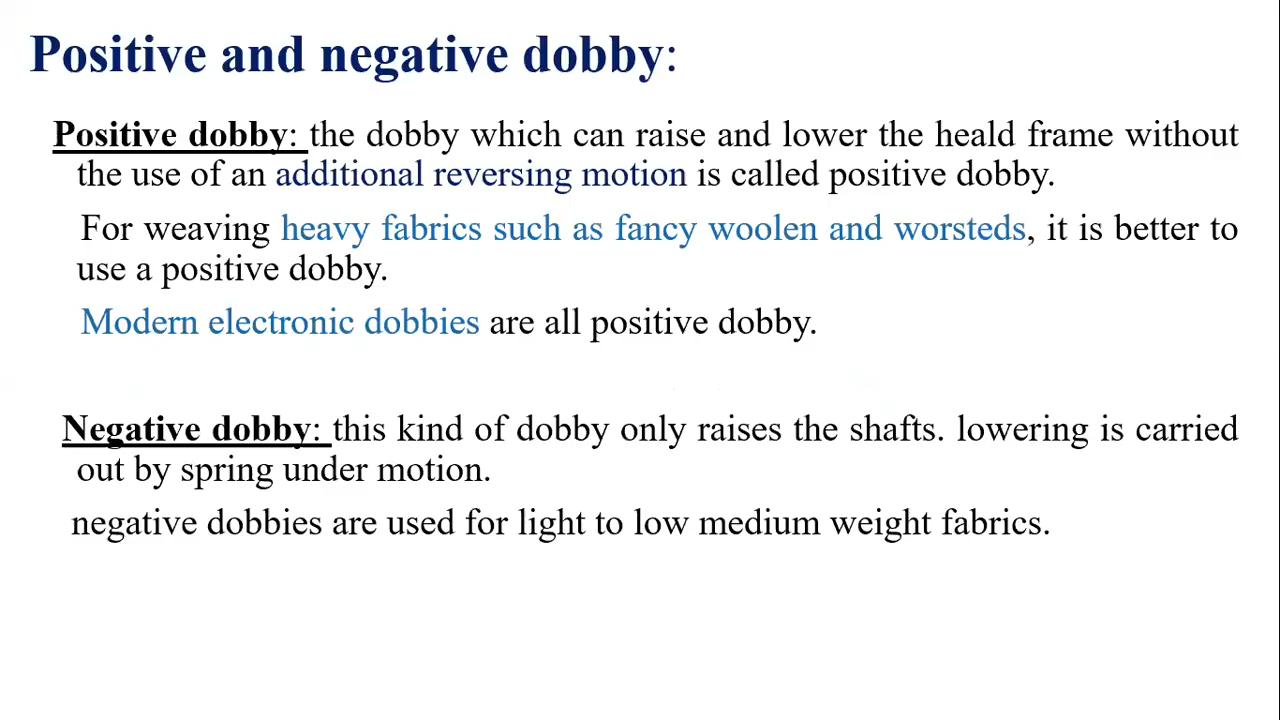 Positive and negative dobby:
Positive dobby: the dobby which can raise and lower the heald frame without
the use of an additional reversing motion is called positive dobby.
For weaving heavy fabrics such as fancy woolen and worsteds, it is better to
use a positive dobby.
Modern electronic dobbies are all positive dobby.
Negative dobby: this kind of dobby only raises the shafts. lowering is carried
out by spring under motion.
negative dobbies are used for light to low medium weight fabrics.